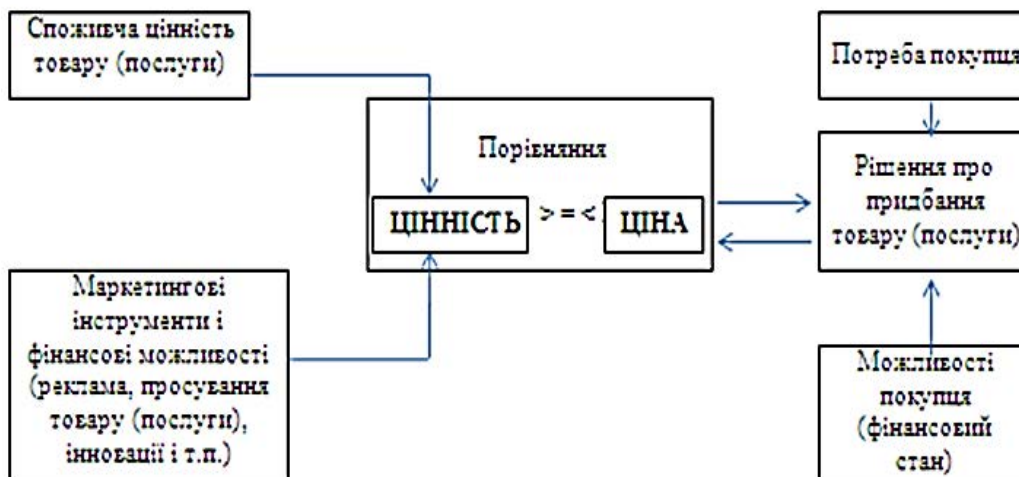 Споживча цінність
товару (послуги)
Потреба покупця
Порівняння
ЦІННІСТЬ > = < ЦІНА
Рішення про
придбання
товару (послуги)
Маркетингові
інструменти і
фінансові можливості
(реклама, просування
товару (послуги),
інновації і т.п.)
Можливості
покупця
(фінансовий
стан)